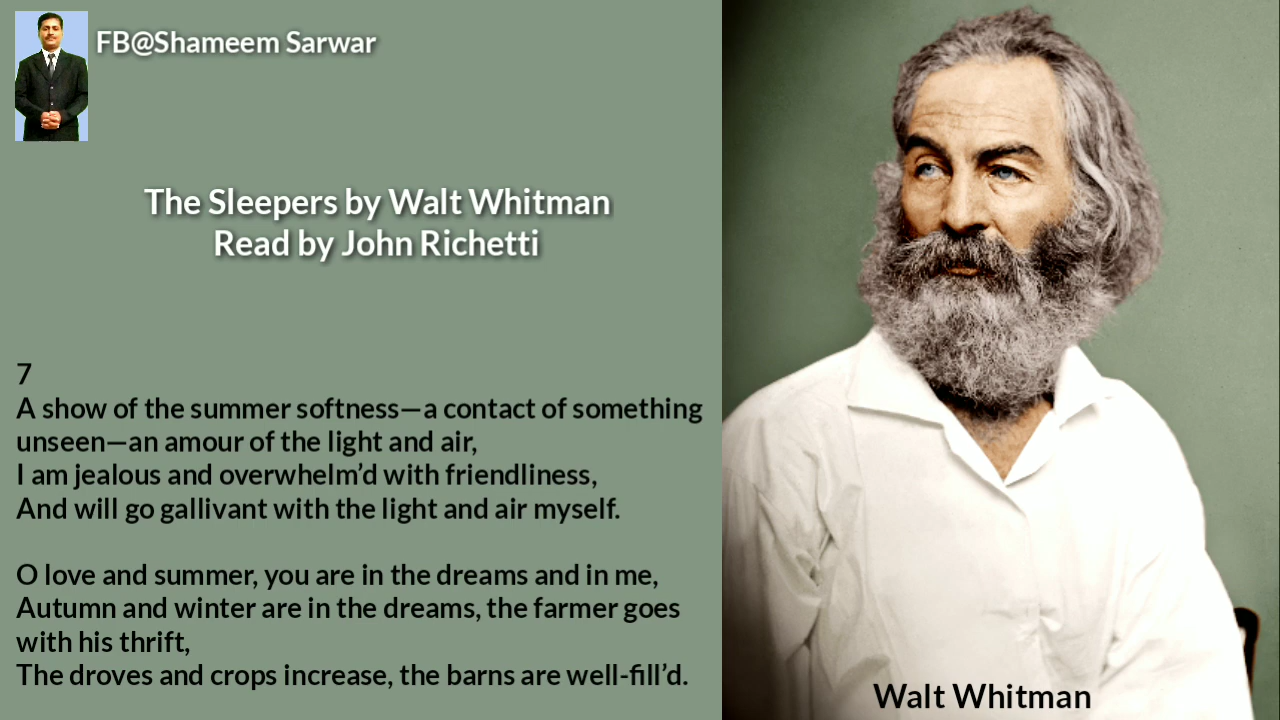 FB@Shameem Sarwar
The Sleepers by Walt Whitman
Read by John Richetti
7
A show of the summer softness—a contact of something
unseen—an amour of the light and air,
I am jealous and overwhelm’d with friendliness,
And will go gallivant with the light and air myself.
O love and summer, you are in the dreams and in me,
Autumn and winter are in the dreams, the farmer goes
with his thrift,
The droves and crops increase, the barns are well-fill’d.
Walt Whitman